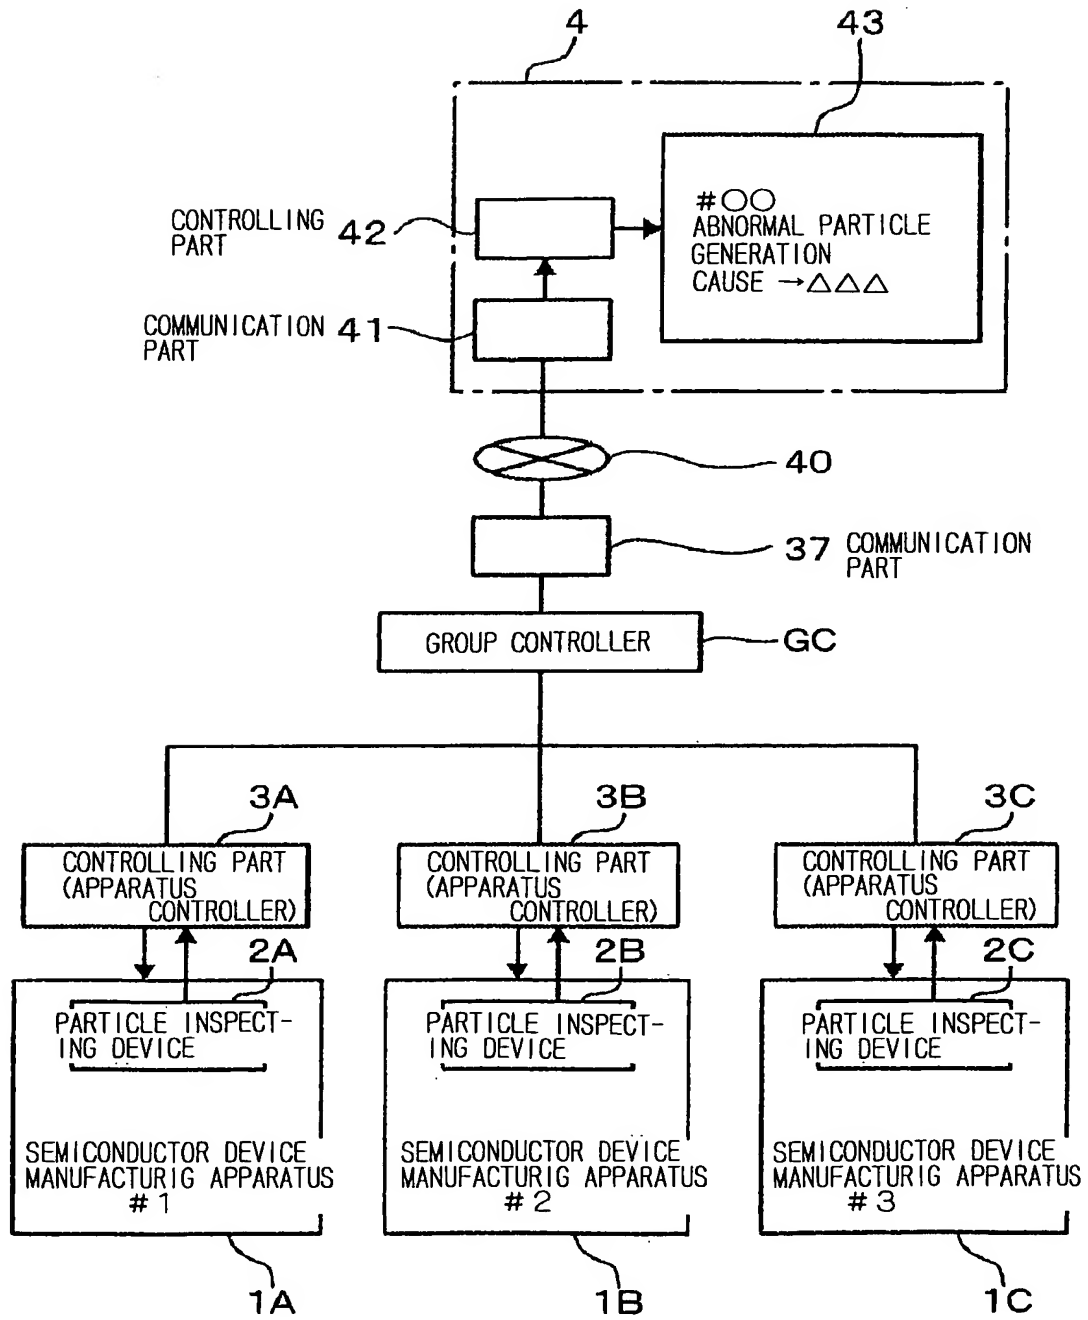 4
43
#○○
ABNORMAL PARTICLE
GENERATION
CAUSE →△△△
CONTROLLING
PART
42
COMMUNICATION
PART
41
40
37
COMMUNICATION
PART
GROUP CONTROLLER
GC
3A
3B
3C
CONTROLLING PART
(APPARATUS
CONTROLLER)
CONTROLLING PART
(APPARATUS
CONTROLLER)
CONTROLLING PART
(APPARATUS
CONTROLLER)
2A
2B
2C
PARTICLE INSPECT-
ING DEVICE
PARTICLE INSPECT-
ING DEVICE
PARTICLE INSPECT-
ING DEVICE
SEMICONDUCTOR DEVICE
MANUFACTURIG APPARATUS
#1
SEMICONDUCTOR DEVICE
MANUFACTURIG APPARATUS
#2
SEMICONDUCTOR DEVICE
MANUFACTURIG APPARATUS
#3
1A
1B
1C